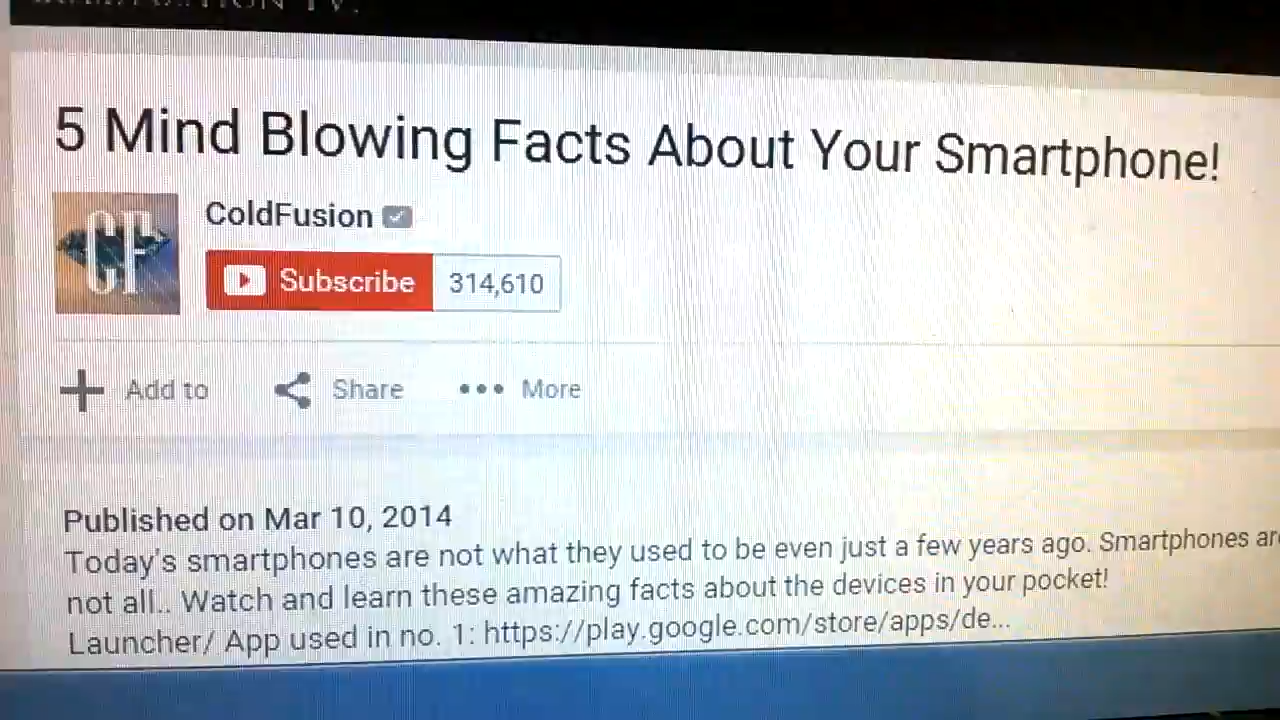 5 Mind Blowing Facts About Your Smartphone!
CF
ColdFusion
Subscribe 314,610
Add to Share More
Published on Mar 10, 2014
Today's smartphones are not what they used to be even just a few years ago. Smartphones are
not all.. Watch and learn these amazing facts about the devices in your pocket!
Launcher/ App used in no. 1: https://play.google.com/store/apps/de...